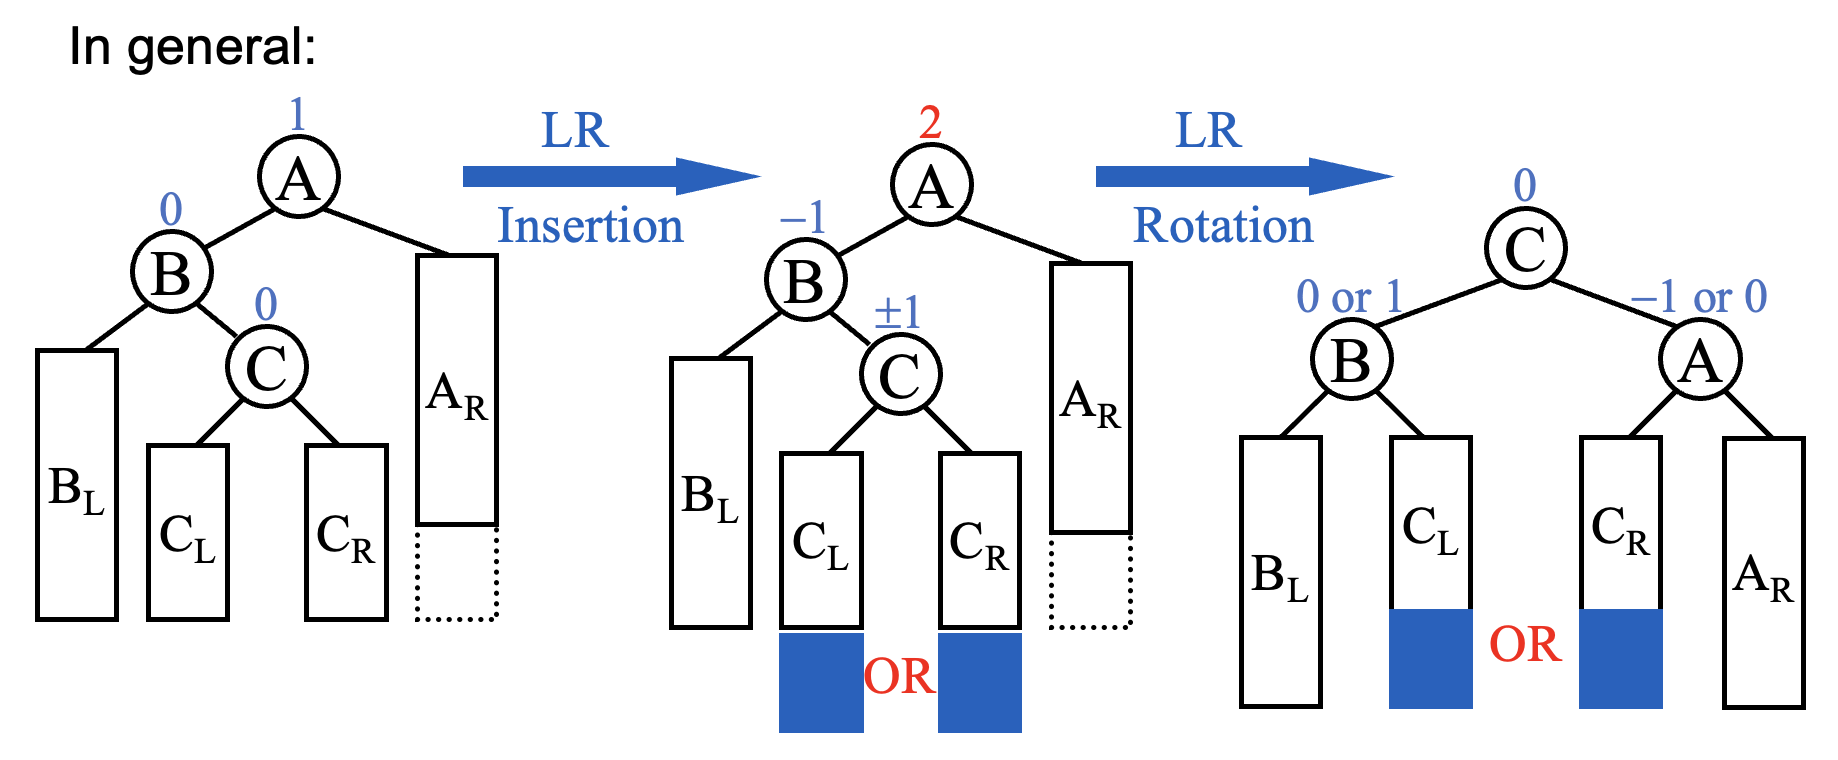 In general:
1
A
0
B
0
C
A_R
B_L
C_L
C_R
LR
Insertion
2
A
−1
B
±1
C
A_R
B_L
C_L
C_R
OR
LR
Rotation
0
C
0 or 1
−1 or 0
B
A
C_L
C_R
B_L
A_R
OR